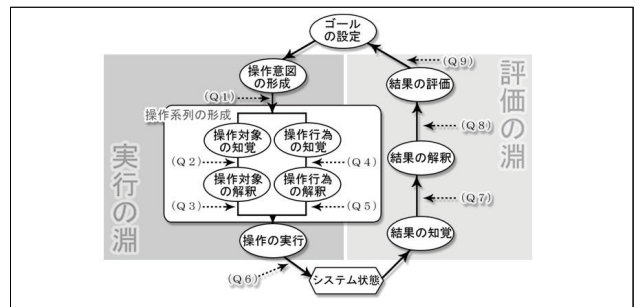 ゴール
の設定
操作意図
の形成
(Q1)
操作系列の形成
操作対象
の知覚
操作行為
の知覚
(Q2)
(Q4)
操作対象
の解釈
操作行為
の解釈
(Q3)
(Q5)
操作の実行
(Q6)
システム状態
結果の知覚
(Q7)
結果の解釈
(Q8)
結果の評価
(Q9)
実行の淵
評価の淵